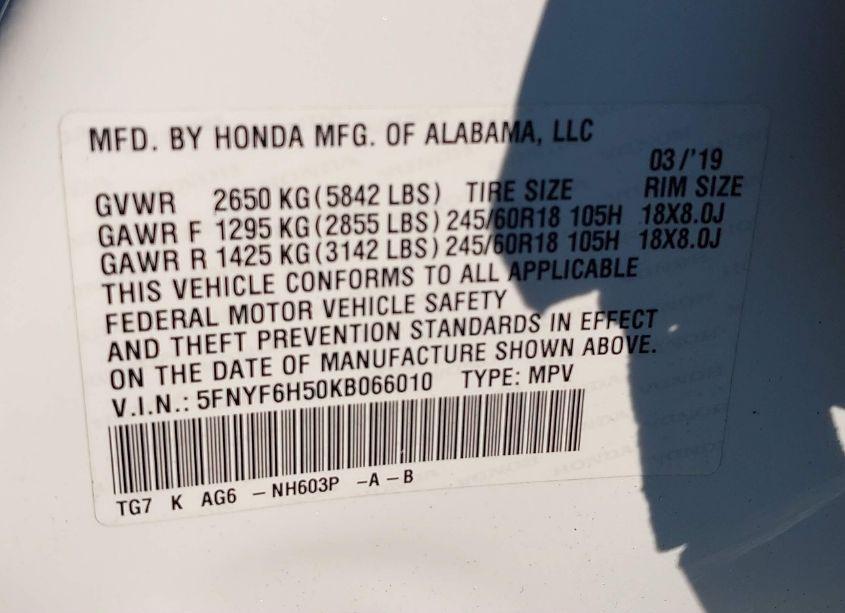 MFD. BY HONDA MFG. OF ALABAMA, LLC
03/'19
GVWR 2650 KG(5842 LBS) TIRE SIZE RIM SIZE
GAWR F 1295 KG(2855 LBS) 245/60R18 105H 18X8.0J
GAWR R 1425 KG(3142 LBS) 245/60R18 105H 18X8.0J
THIS VEHICLE CONFORMS TO ALL APPLICABLE
FEDERAL MOTOR VEHICLE SAFETY
AND THEFT PREVENTION STANDARDS IN EFFECT
ON THE DATE OF MANUFACTURE SHOWN ABOVE.
V.I.N.: 5FNYF6H50KB066010 TYPE: MPV
TG7 K AG6 -NH603P -A-B